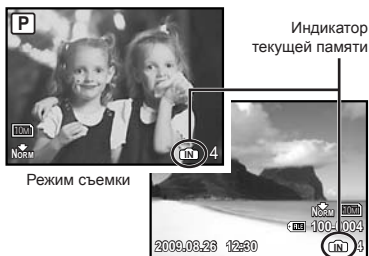 P
Индикатор
текущей памяти
10M
NORM
IN 4
Режим съемки
NORM 10M
FILE 100-0004
2009.08.26 12:30 IN 4